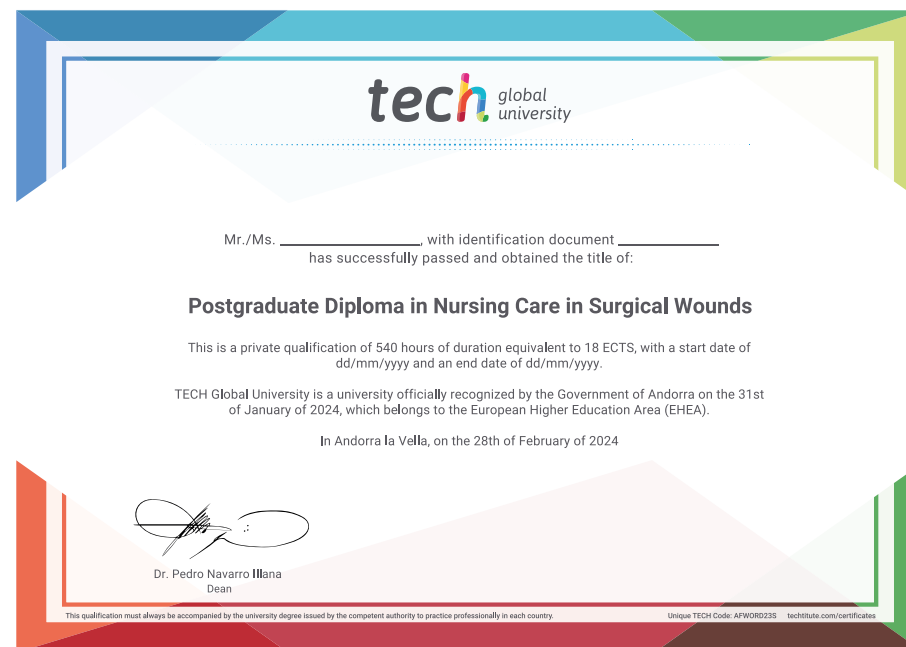 tech global university
Mr./Ms. ____________________, with identification document ______________
has successfully passed and obtained the title of:
Postgraduate Diploma in Nursing Care in Surgical Wounds
This is a private qualification of 540 hours of duration equivalent to 18 ECTS, with a start date of
dd/mm/yyyy and an end date of dd/mm/yyyy.
TECH Global University is a university officially recognized by the Government of Andorra on the 31st
of January of 2024, which belongs to the European Higher Education Area (EHEA).
In Andorra la Vella, on the 28th of February of 2024
Dr. Pedro Navarro Illana
Dean
This qualification must always be accompanied by the university degree issued by the competent authority to practice professionally in each country.
Unique TECH Code: AFWORD23S techtitute.com/certificates